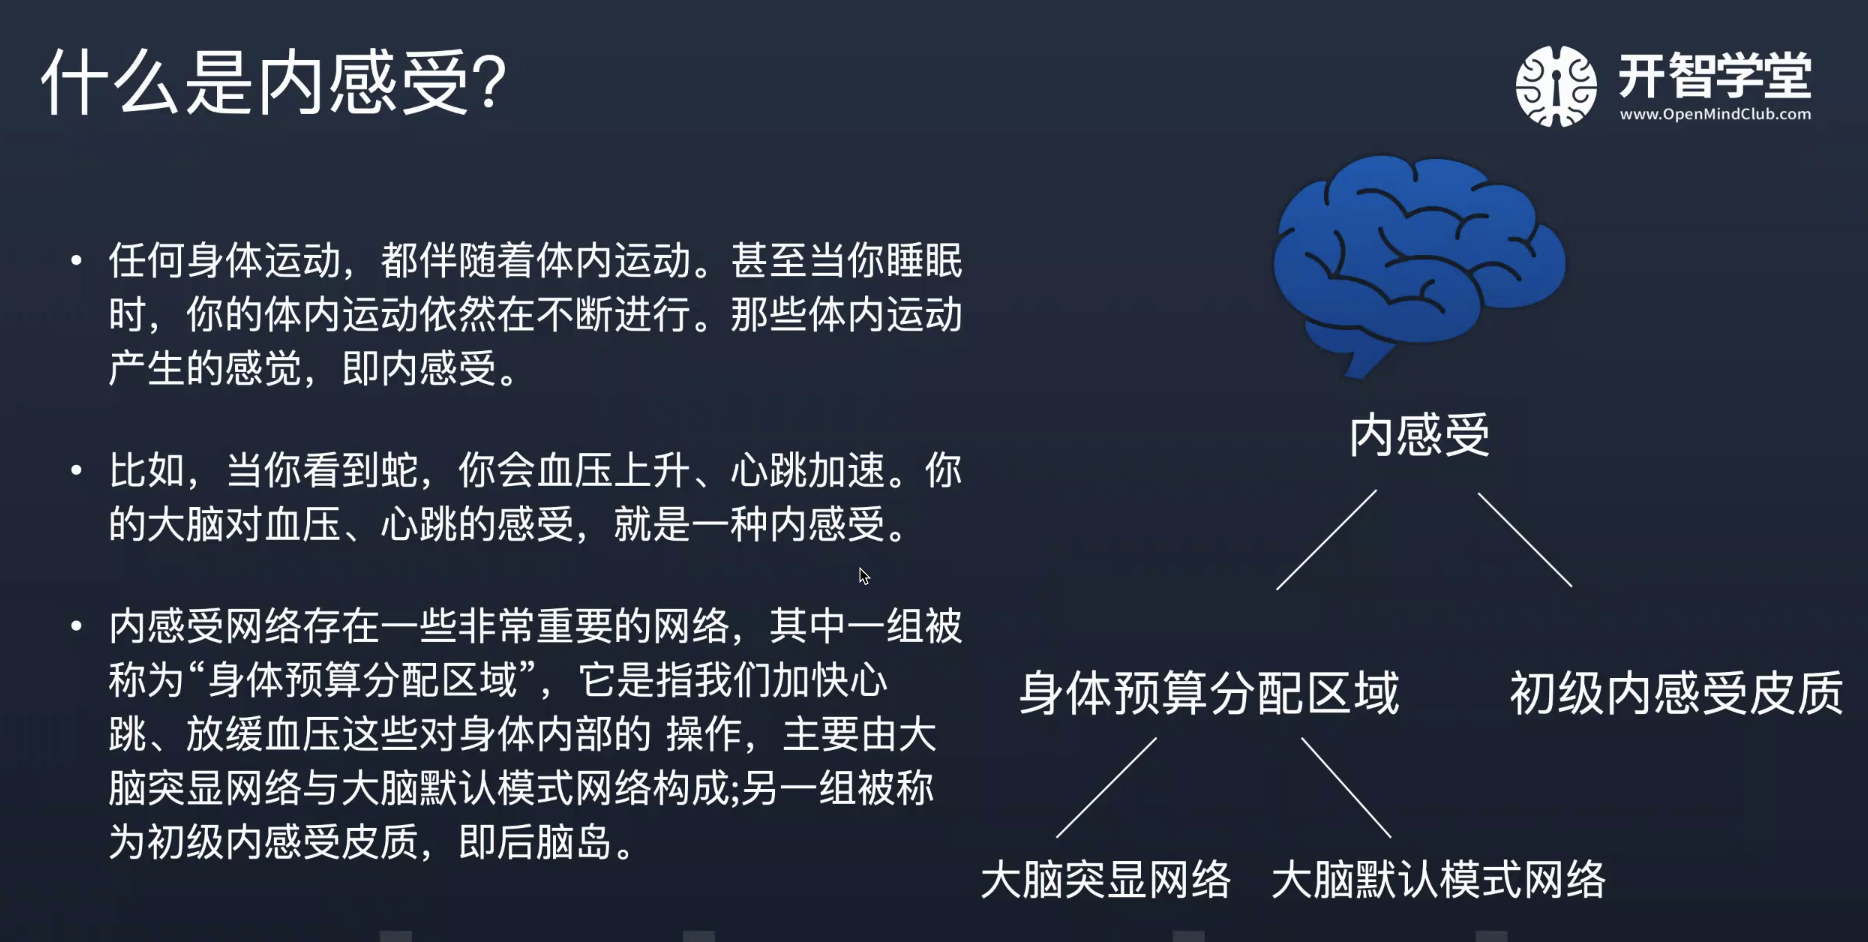 什么是内感受?
开智学堂
www.OpenMindClub.com
• 任何身体运动，都伴随着体内运动。甚至当你睡眠
时，你的体内运动依然在不断进行。那些体内运动
产生的感觉，即内感受。
• 比如，当你看到蛇，你会血压上升、心跳加速。你
的大脑对血压、心跳的感受，就是一种内感受。
• 内感受网络存在一些非常重要的网络，其中一组被
称为“身体预算分配区域”，它是指我们加快心
跳、放缓血压这些对身体内部的 操作，主要由大
脑突显网络与大脑默认模式网络构成;另一组被称
为初级内感受皮质，即后脑岛。
内感受
身体预算分配区域
初级内感受皮质
大脑突显网络
大脑默认模式网络